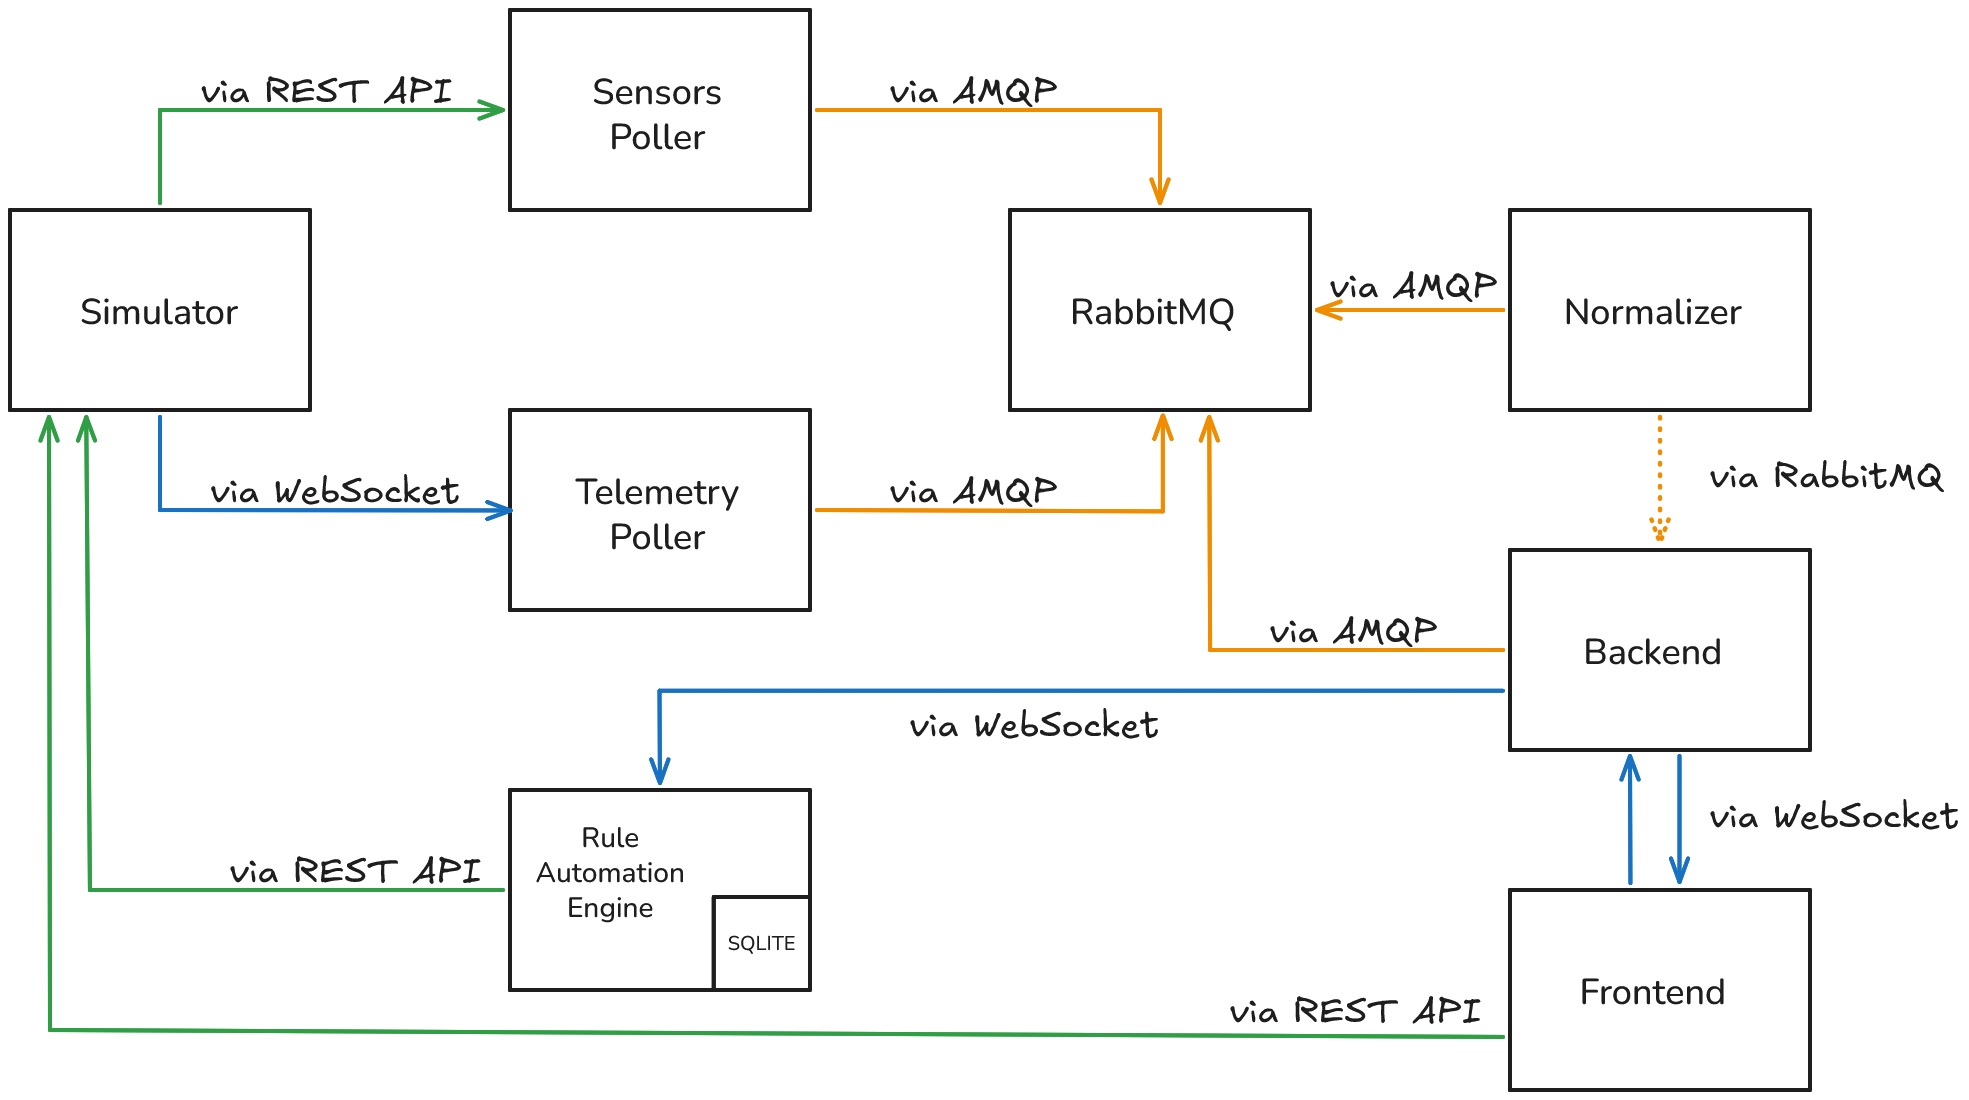 via REST API
Sensors
Poller
via AMQP
Simulator
RabbitMQ
via AMQP
Normalizer
via WebSocket
Telemetry
Poller
via AMQP
via RabbitMQ
via AMQP
Backend
via WebSocket
Rule
Automation
Engine
SQLITE
via REST API
via WebSocket
Frontend
via REST API